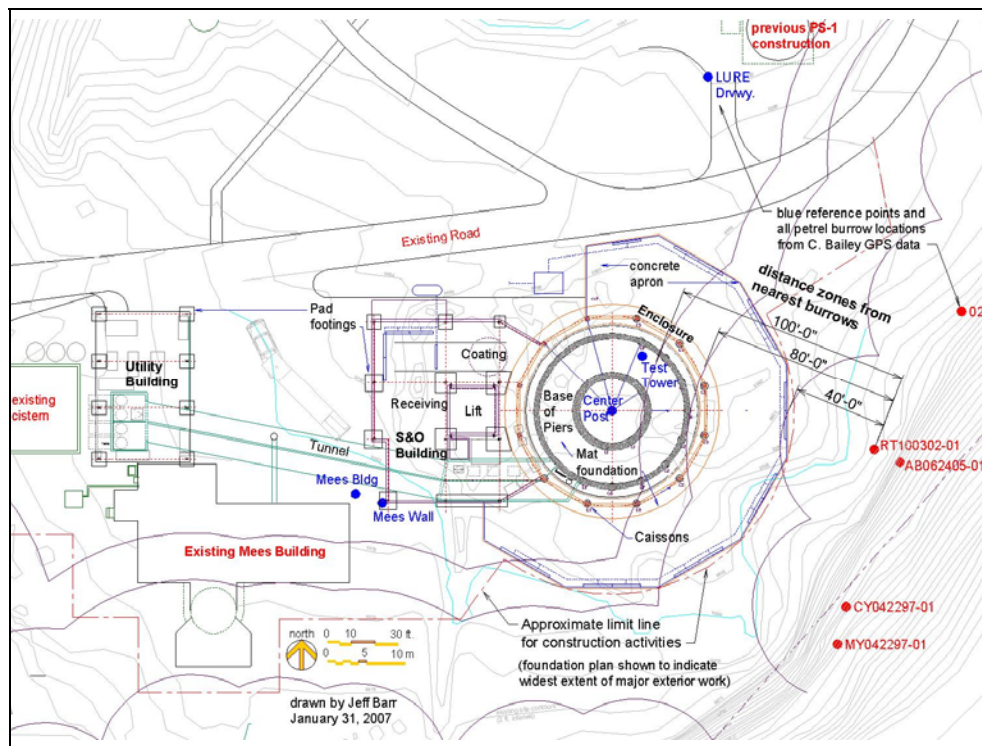 previous PS-1
construction
LURE
Drvwy.
blue reference points and
all petrel burrow locations
from C. Bailey GPS data
Existing Road
concrete
apron
distance zones from
nearest burrows
100'-0"
80'-0"
40'-0"
02
Pad
footings
Enclosure
Utility
Building
Coating
Test
Tower
existing
cistern
Receiving
Lift
Base
of
Piers
Center
Post
S&O
Building
Tunnel
Mat
foundation
RT100302-01
AB062405-01
Mees Bldg
Mees Wall
Caissons
Existing Mees Building
CY042297-01
MY042297-01
Approximate limit line
for construction activities
(foundation plan shown to indicate
widest extent of major exterior work)
north
0 10 30 ft.
0 5 10 m
drawn by Jeff Barr
January 31, 2007